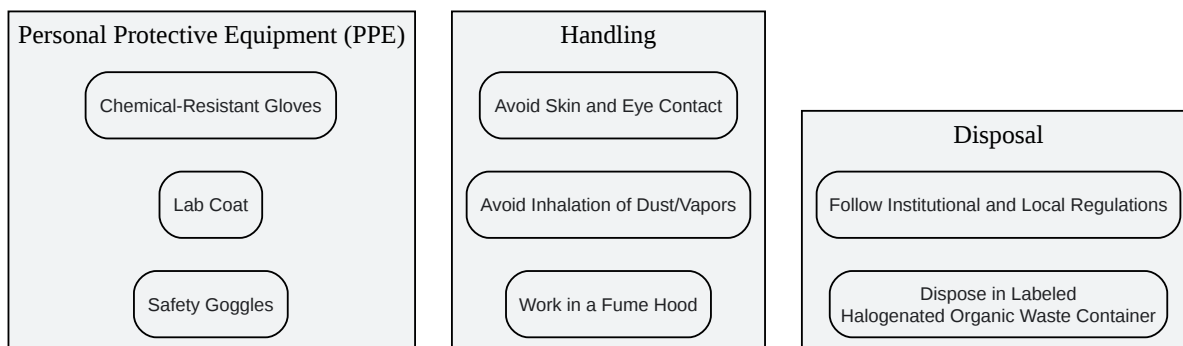 Personal Protective Equipment (PPE)
Chemical-Resistant Gloves
Lab Coat
Safety Goggles
Handling
Avoid Skin and Eye Contact
Avoid Inhalation of Dust/Vapors
Work in a Fume Hood
Disposal
Follow Institutional and Local Regulations
Dispose in Labeled
Halogenated Organic Waste Container